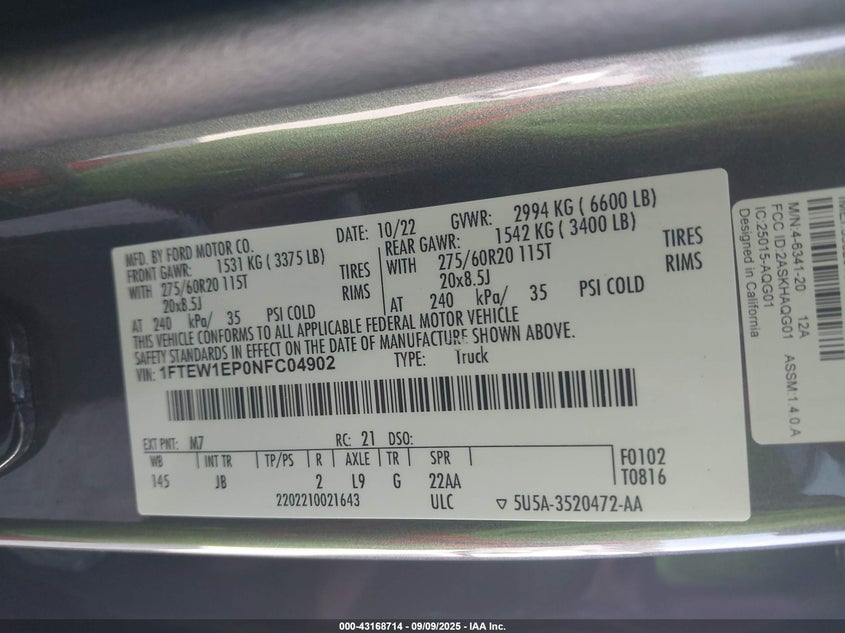 MFD. BY FORD MOTOR CO.
DATE: 10/22 GVWR: 2994 KG ( 6600 LB)
FRONT GAWR: 1531 KG ( 3375 LB) REAR GAWR: 1542 KG ( 3400 LB)
WITH 275/60R20 115T TIRES WITH 275/60R20 115T TIRES
20x8.5J RIMS 20x8.5J RIMS
AT 240 kPa/ 35 PSI COLD AT 240 kPa/ 35 PSI COLD
THIS VEHICLE CONFORMS TO ALL APPLICABLE FEDERAL MOTOR VEHICLE
SAFETY STANDARDS IN EFFECT ON THE DATE OF MANUFACTURE SHOWN ABOVE.
VIN: 1FTEW1EP0NFC04902 TYPE: Truck
EXT PNT: M7 RC: 21 DSO:
WB INT TR TP/PS R AXLE TR SPR F0102
145 JB 2 L9 G 22AA T0816
2202210021643 ULC ▽ 5U5A-3520472-AA
M/N:4-6341-20 12A ASSM:1.4.0.A
FCC ID:2ASKHAQG01
IC:25015-AQG01
Designed in California
000-43168714 - 09/09/2025 - IAA Inc.